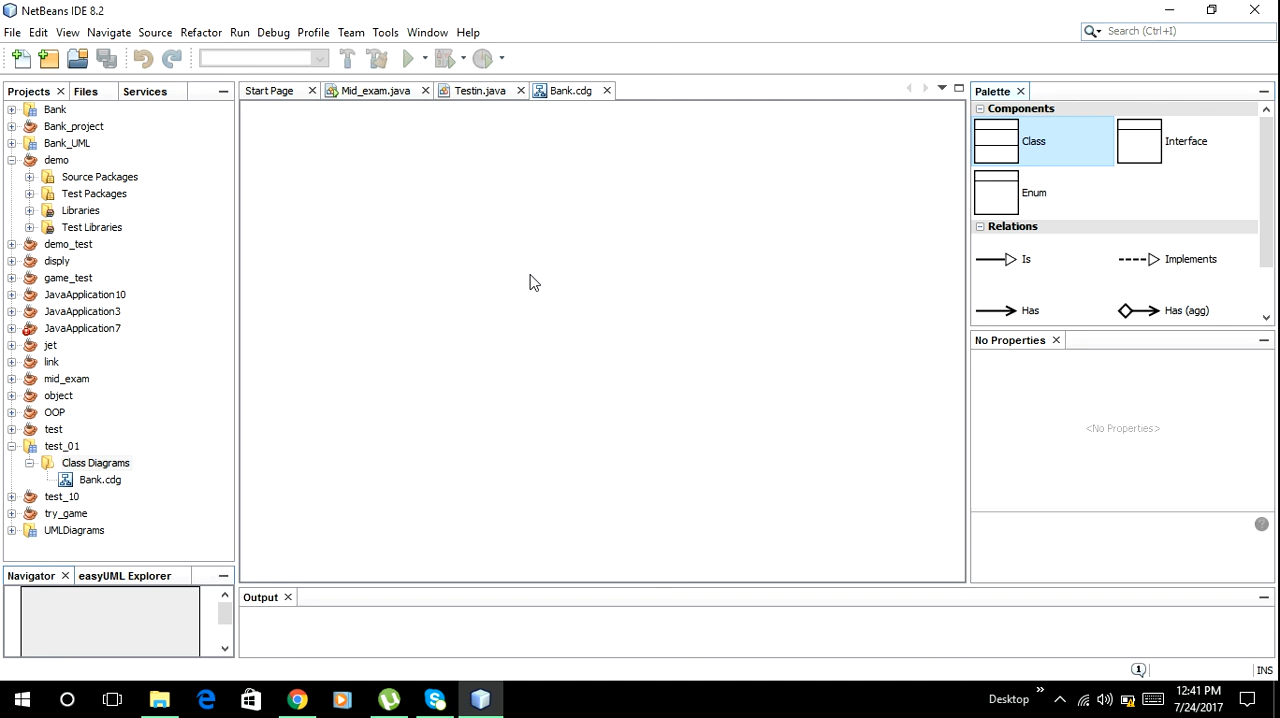 NetBeans IDE 8.2
File Edit View Navigate Source Refactor Run Debug Profile Team Tools Window Help
Search (Ctrl+I)
Projects Files Services
Start Page Mid_exam.java Testin.java Bank.cdg
Palette
Bank
Bank_project
Bank_UML
demo
Source Packages
Test Packages
Libraries
Test Libraries
demo_test
disply
game_test
JavaApplication10
JavaApplication3
JavaApplication7
jet
link
mid_exam
object
OOP
test
test_01
Class Diagrams
Bank.cdg
test_10
try_game
UMLDiagrams
Components
Class Interface
Enum
Relations
Is Implements
Has Has (agg)
No Properties
<No Properties>
Navigator easyUML Explorer
Output
1 INS
Desktop
12:41 PM
7/24/2017